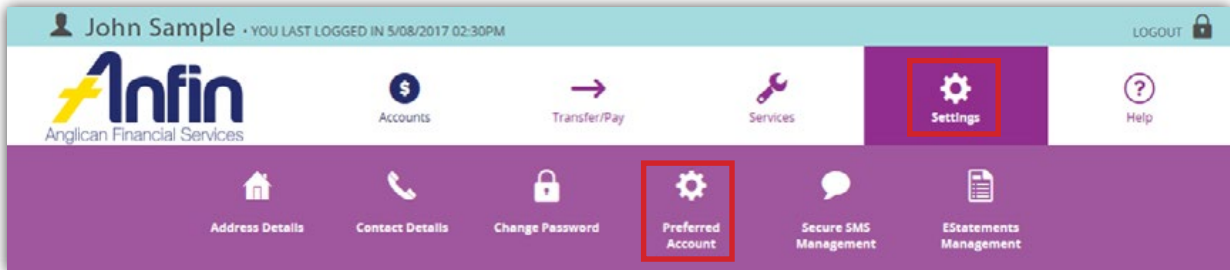 John Sample • YOU LAST LOGGED IN 5/08/2017 02:30PM
LOGOUT
Anfin
Anglican Financial Services
$
Accounts
Transfer/Pay
Services
Settings
?
Help
Address Details
Contact Details
Change Password
Preferred
Account
Secure SMS
Management
EStatements
Management